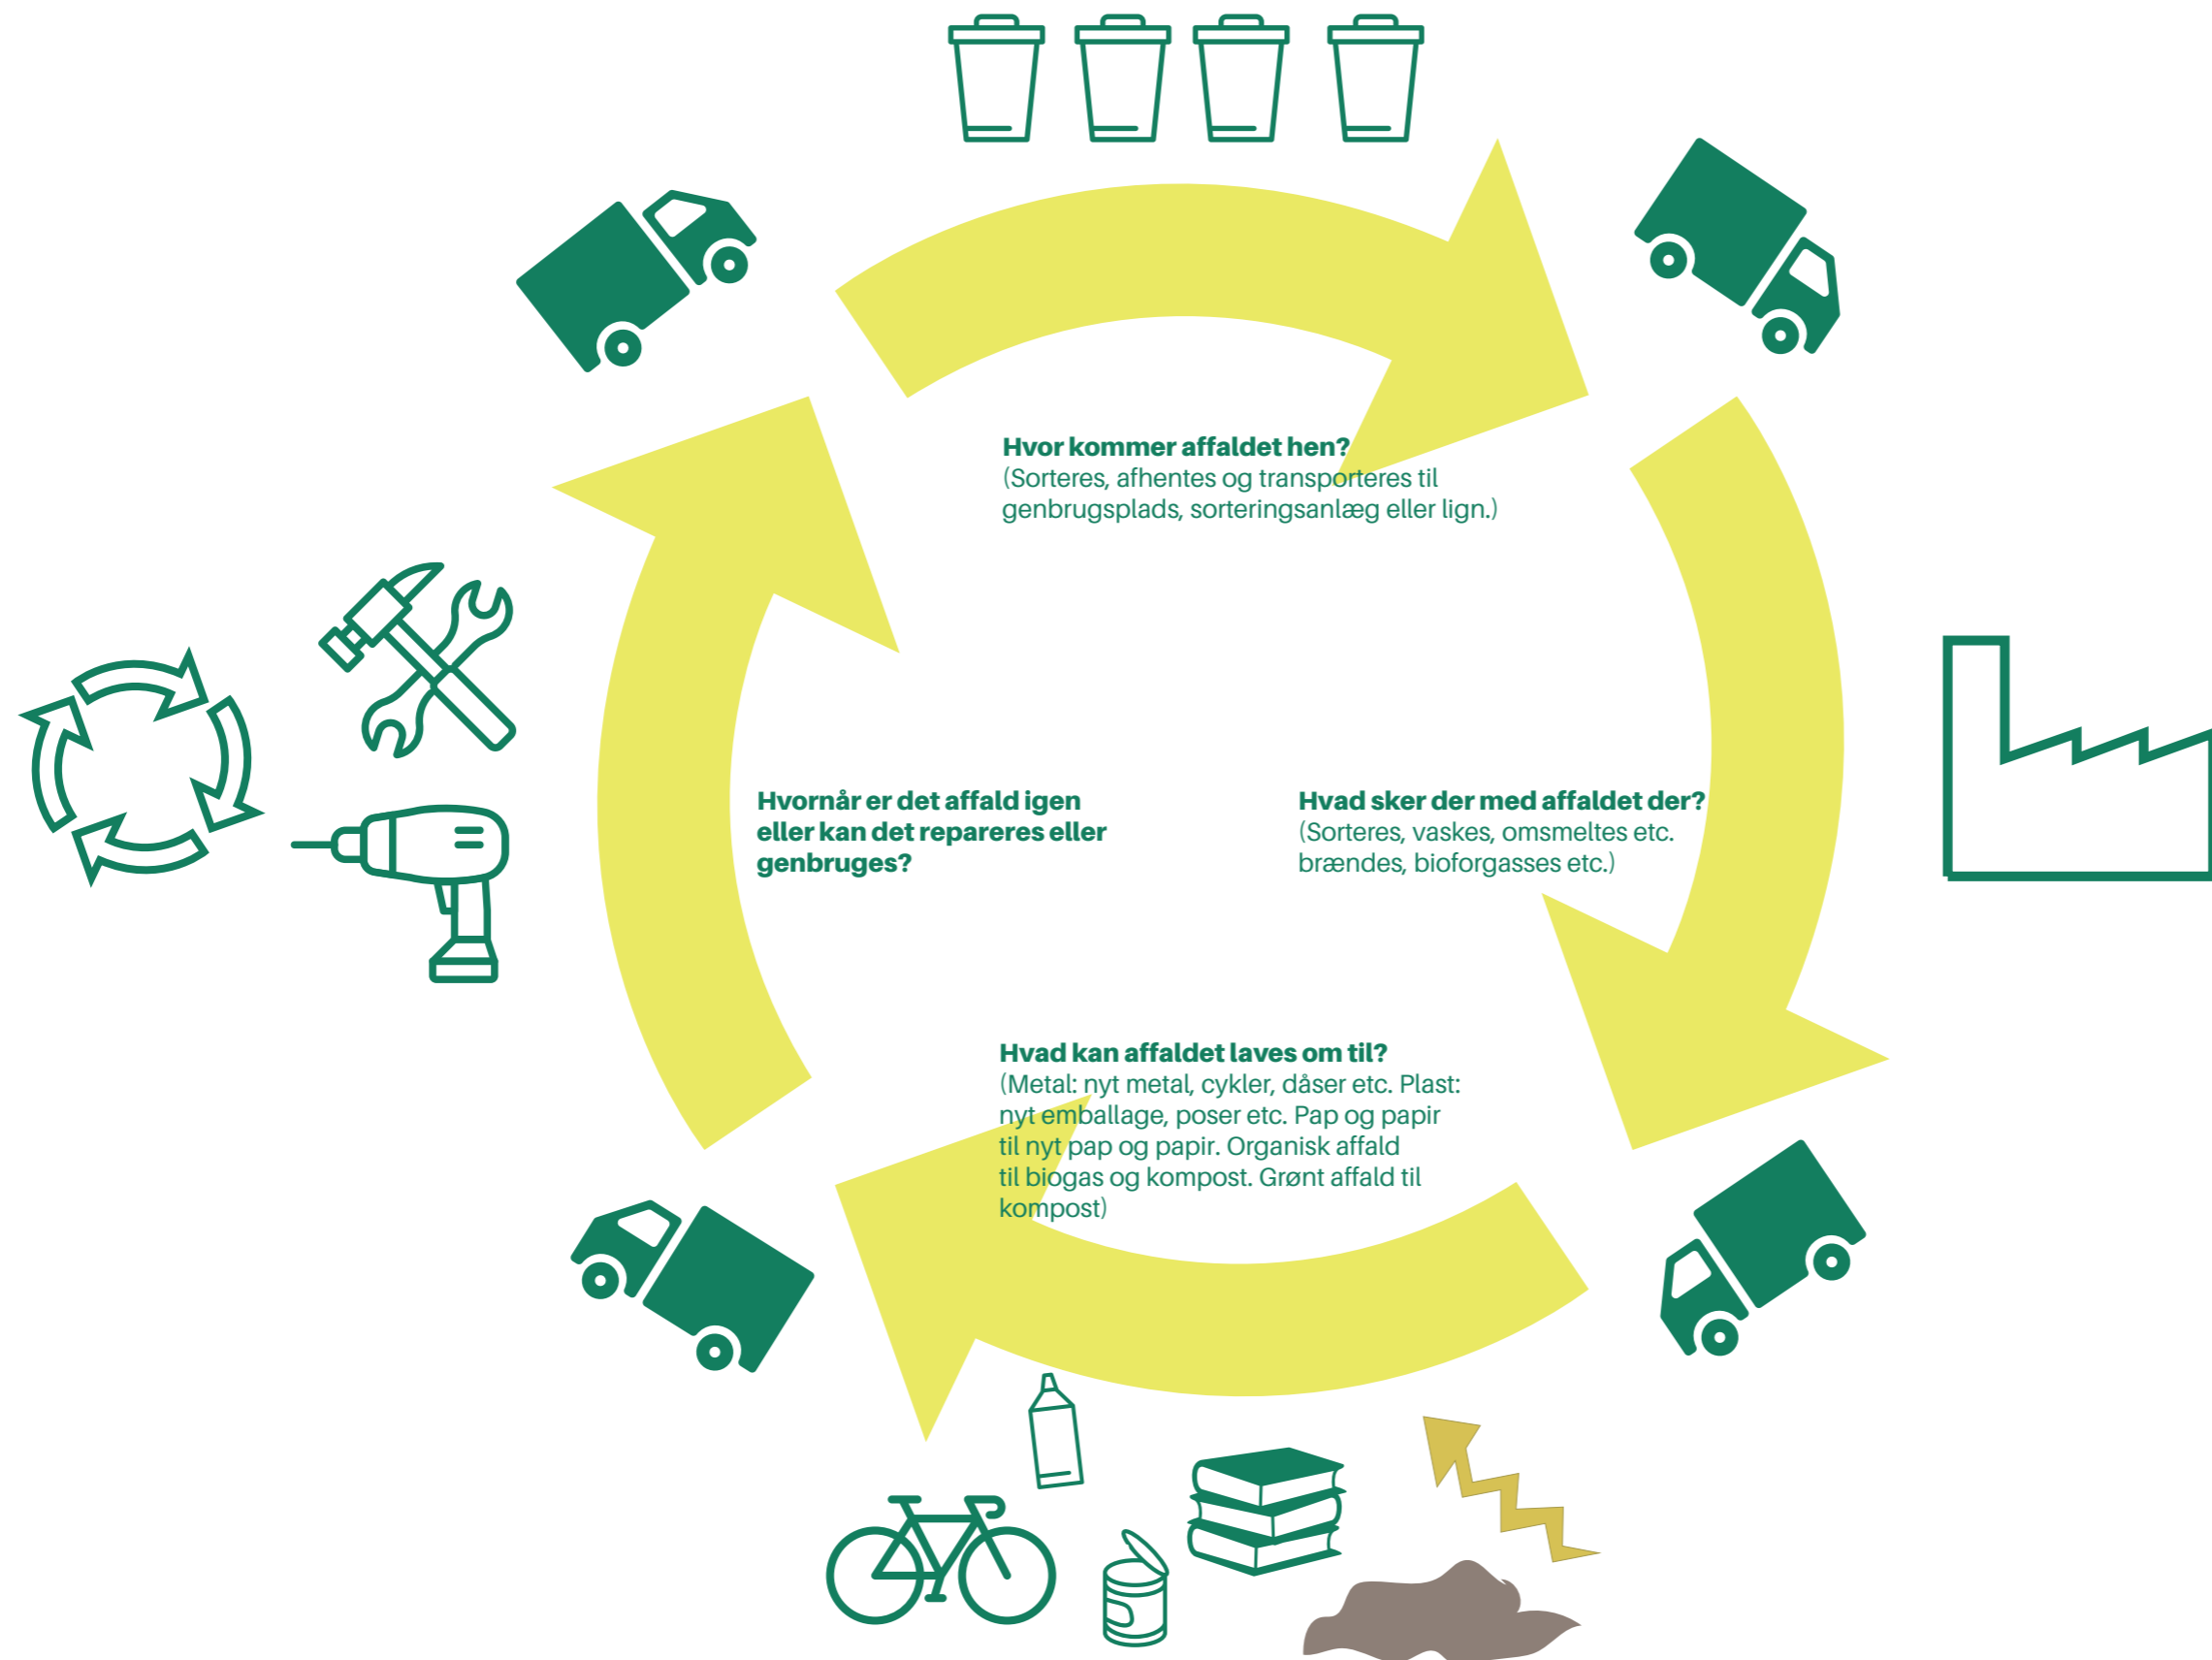 Hvor kommer affaldet hen?
(Sorteres, afhentes og transporteres til
genbrugsplads, sorteringsanlæg eller lign.)
Hvornår er det affald igen
eller kan det repareres eller
genbruges?
Hvad sker der med affaldet der?
(Sorteres, vaskes, omsmeltes etc.
brændes, bioforgasses etc.)
Hvad kan affaldet laves om til?
(Metal: nyt metal, cykler, dåser etc. Plast:
nyt emballage, poser etc. Pap og papir
til nyt pap og papir. Organisk affald
til biogas og kompost. Grønt affald til
kompost)